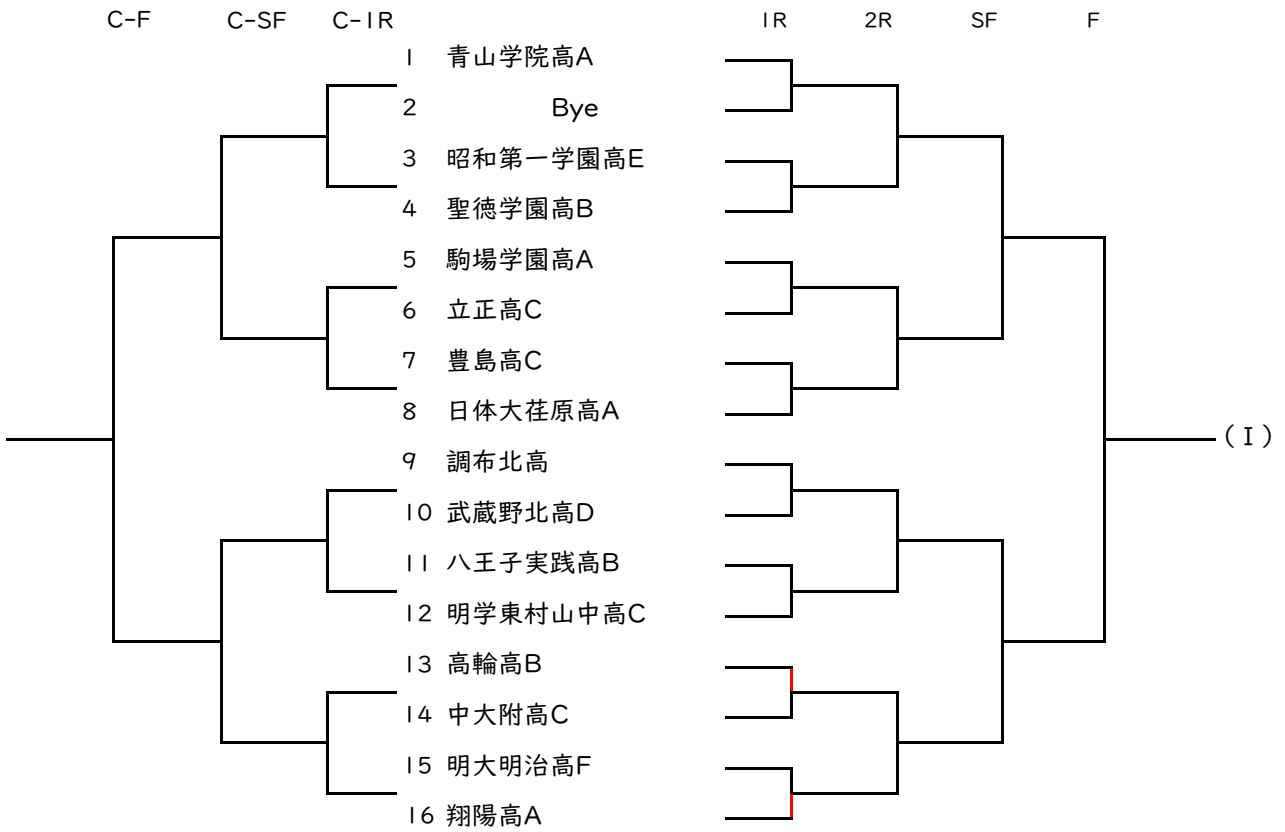 C-F C-SF C-1R 1R 2R SF F
1 青山学院高A
2 Bye
3 昭和第一学園高E
4 聖徳学園高B
5 駒場学園高A
6 立正高C
7 豊島高C
8 日体大荏原高A
(I)
9 調布北高
10 武蔵野北高D
11 八王子実践高B
12 明学東村山中高C
13 高輪高B
14 中大附高C
15 明大明治高F
16 翔陽高A